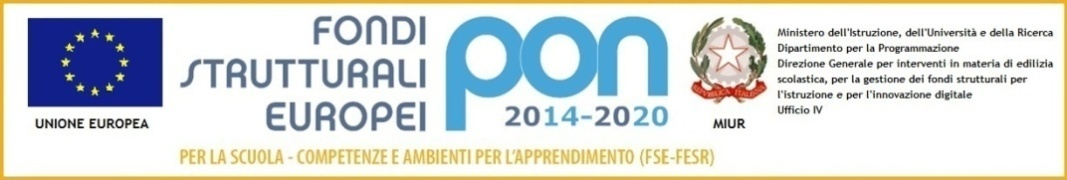 UNIONE EUROPEA
FONDI
STRUTTURALI
EUROPEI
pon
2014-2020
MIUR
Ministero dell'Istruzione, dell'Università e della Ricerca
Dipartimento per la Programmazione
Direzione Generale per interventi in materia di edilizia
scolastica, per la gestione dei fondi strutturali per
l'istruzione e per l'innovazione digitale
Ufficio IV
PER LA SCUOLA - COMPETENZE E AMBIENTI PER L'APPRENDIMENTO (FSE-FESR)